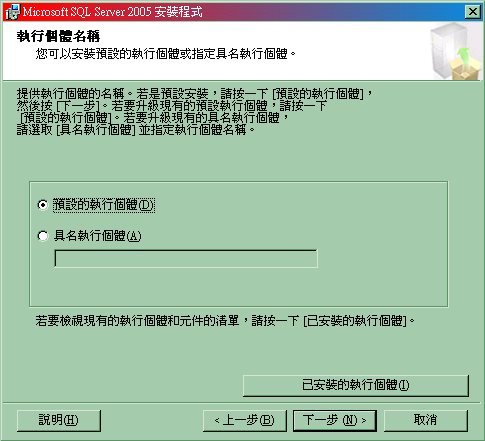 Microsoft SQL Server 2005 安裝程式
執行個體名稱
您可以安裝預設的執行個體或指定具名執行個體。
提供執行個體的名稱。若是預設安裝，請按一下 [預設的執行個體]，
然後按 [下一步]。若要升級現有的預設執行個體，請按一下
[預設的執行個體]。若要升級現有的具名執行個體，
請選取 [具名執行個體] 並指定執行個體名稱。
預設的執行個體(D)
具名執行個體(A)
若要檢視現有的執行個體和元件的清單，請按一下 [已安裝的執行個體]。
已安裝的執行個體(I)
說明(H)
< 上一步(B)
下一步 (N) >
取消